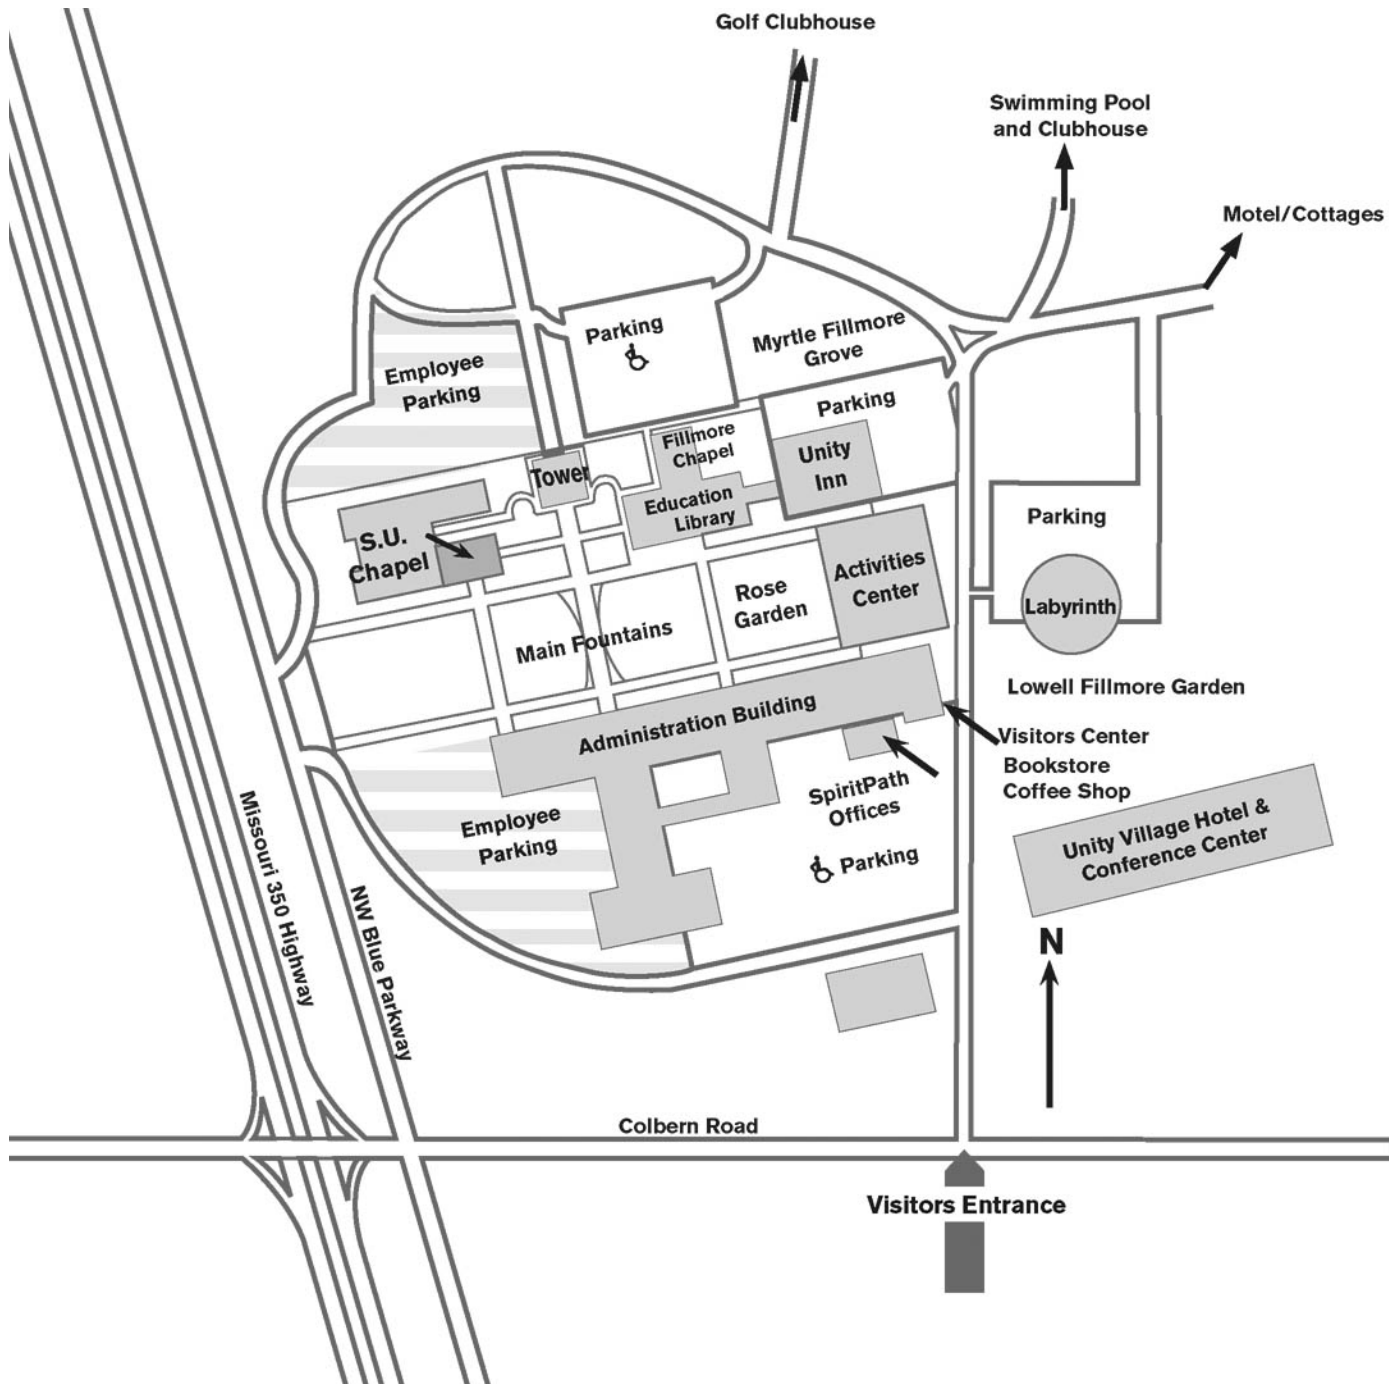 Golf Clubhouse
Swimming Pool
and Clubhouse
Motel/Cottages
Parking
Myrtle Fillmore
Grove
Employee
Parking
Parking
Fillmore
Chapel
Unity
Inn
Tower
Education
Library
Parking
S.U.
Chapel
Activities
Center
Rose
Garden
Labyrinth
Main Fountains
Lowell Fillmore Garden
Administration Building
Visitors Center
Bookstore
Coffee Shop
SpiritPath
Offices
Employee
Parking
Unity Village Hotel &
Conference Center
Parking
Missouri 350 Highway
NW Blue Parkway
N
Colbern Road
Visitors Entrance